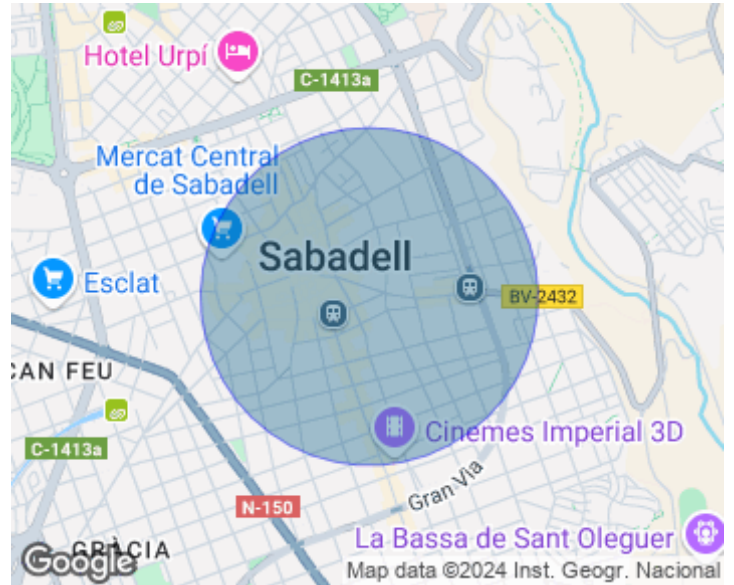 Hotel Urpí
C-1413a
Mercat Central
de Sabadell
Sabadell
Esclat
BV-2432
CAN FEU
Cinemes Imperial 3D
C-1413a
Gran Via
N-150
La Bassa de Sant Oleguer
GRÀCIA
Google
Map data ©2024 Inst. Geogr. Nacional